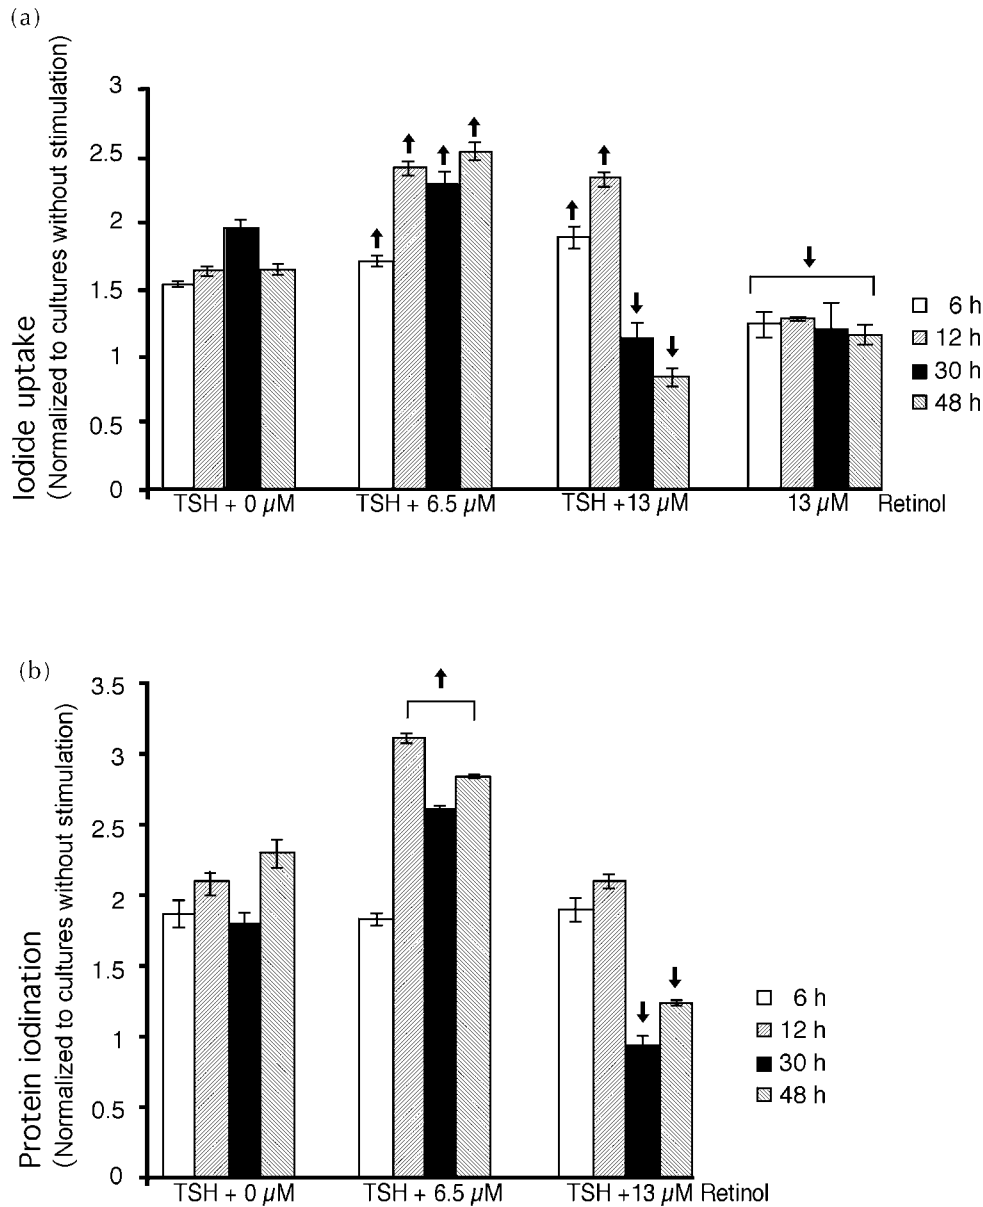 (a)
Iodide uptake
(Normalized to cultures without stimulation)
3
2.5
2
1.5
1
0.5
0
TSH + 0 µM
TSH + 6.5 µM
TSH +13 µM
13 µM
Retinol
6 h
12 h
30 h
48 h
(b)
Protein iodination
(Normalized to cultures without stimulation)
3.5
3
2.5
2
1.5
1
0.5
0
TSH + 0 µM
TSH + 6.5 µM
TSH +13 µM Retinol
6 h
12 h
30 h
48 h